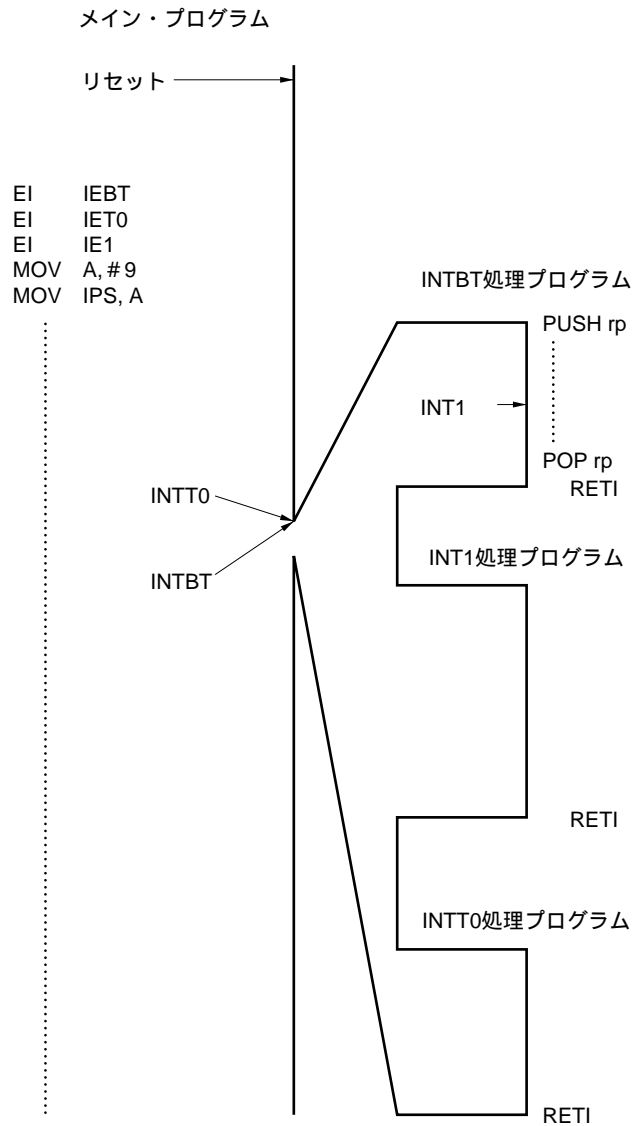 メイン・プログラム
リセット
EI IEBT
EI IET0
EI IE1
MOV A, #9
MOV IPS, A
INTBT処理プログラム
PUSH rp
INT1
POP rp
RETI
INTT0
INTBT
INT1処理プログラム
RETI
INTT0処理プログラム
RETI